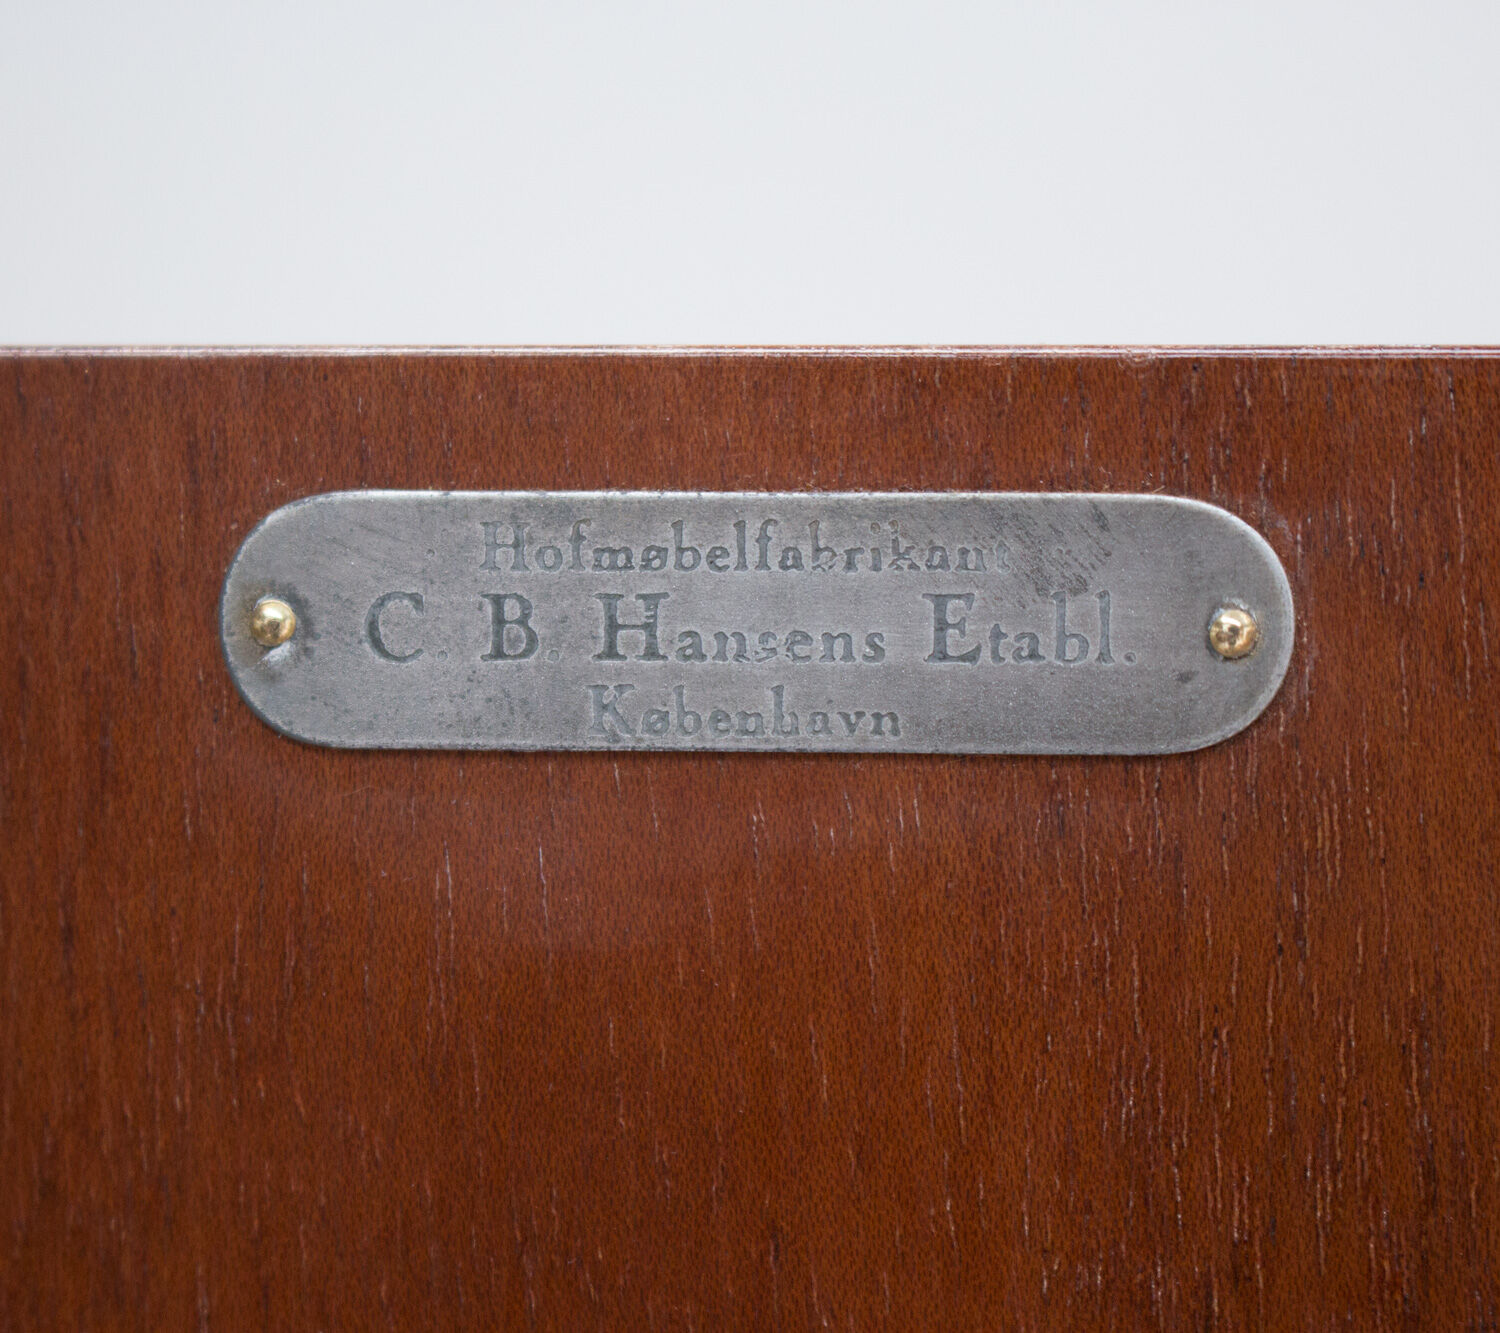 Hofmøbelfabrikant
C. B. Hansens Etabl.
København